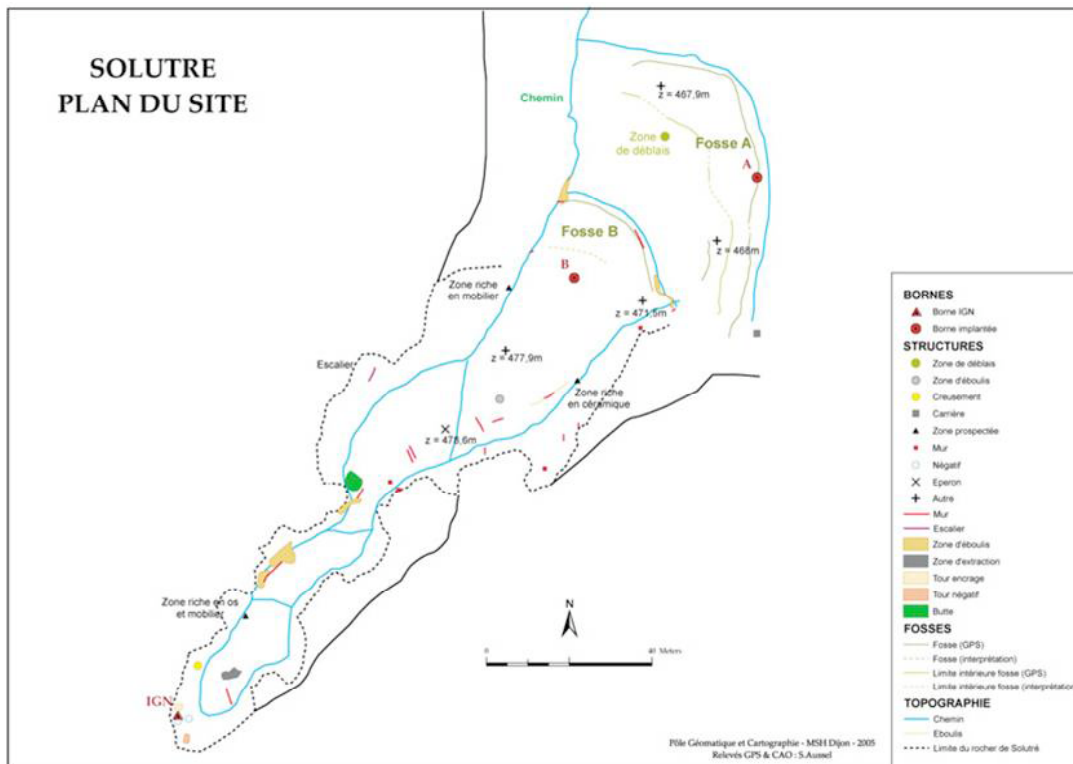 SOLUTRE
PLAN DU SITE
Chemin
z = 467,9m
Zone
de déblais
Fosse A
A
Fosse B
z = 468m
B
Zone riche
en mobilier
z = 471,5m
Escalier
z = 477,9m
Zone riche
en céramique
z = 478,6m
Zone riche en os
et mobilier
IGN
N
0
40 Meters
BORNES
Borne IGN
Borne implantée
STRUCTURES
Zone de déblais
Zone d'éboulis
Creusement
Carrière
Zone prospectée
Mur
Négatif
Eperon
Autre
Mur
Escalier
Zone d'éboulis
Zone d'extraction
Tour encrage
Tour négatif
Butte
FOSSES
Fosse (GPS)
Fosse (interprétation)
Limite intérieure fosse (GPS)
Limite intérieure fosse (interprétation
TOPOGRAPHIE
Chemin
Eboulis
Limite du rocher de Solutré
Pôle Géomatique et Cartographie - MSH Dijon - 2005
Relevés GPS & CAO : S.Aussel